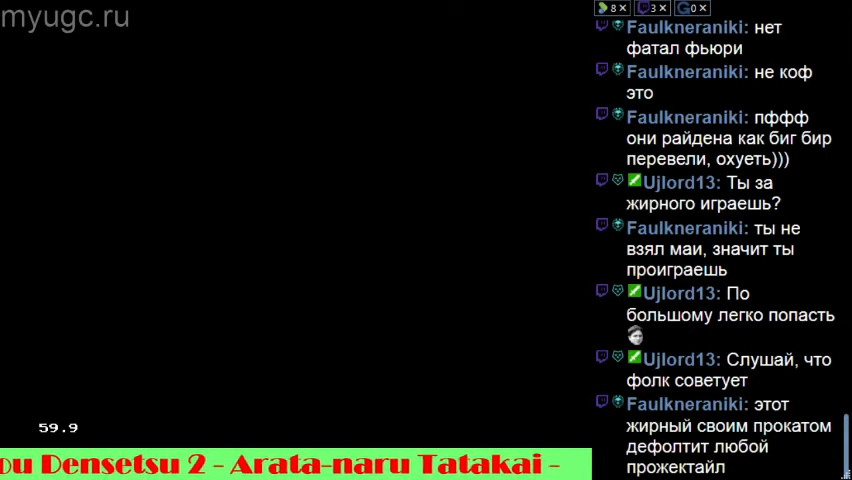 myugc.ru
8 × 3 × 0 ×
Faulkneraniki: нет
фатал фьюри
Faulkneraniki: не коф
это
Faulkneraniki: пффф
они райдена как биг бир
перевели, охуеть)))
Ujlord13: Ты за
жирного играешь?
Faulkneraniki: ты не
взял маи, значит ты
проиграешь
Ujlord13: По
большому легко попасть
Ujlord13: Слушай, что
фолк советует
Faulkneraniki: этот
жирный своим прокатом
дефолтит любой
прожектайл
59.9
Densetsu 2 - Arata-naru Tatakai -